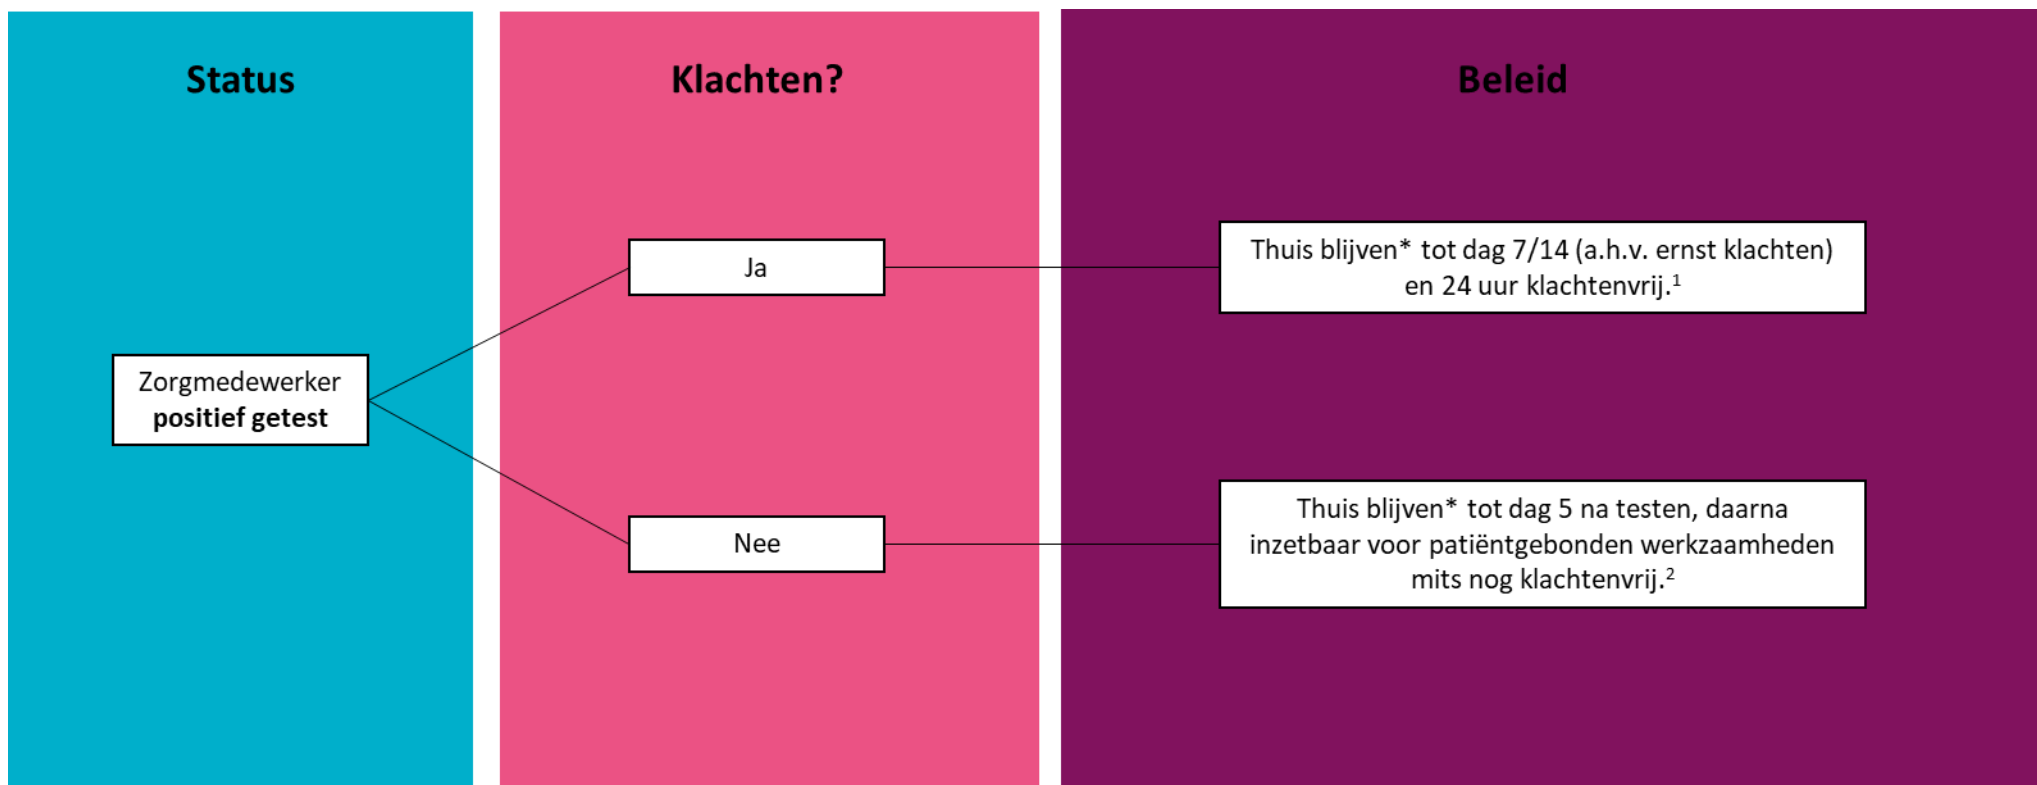 Status
Klachten?
Beleid
Zorgmedewerker
positief getest
Ja
Thuis blijven* tot dag 7/14 (a.h.v. ernst klachten)
en 24 uur klachtenvrij.¹
Nee
Thuis blijven* tot dag 5 na testen, daarna
inzetbaar voor patiëntgebonden werkzaamheden
mits nog klachtenvrij.²